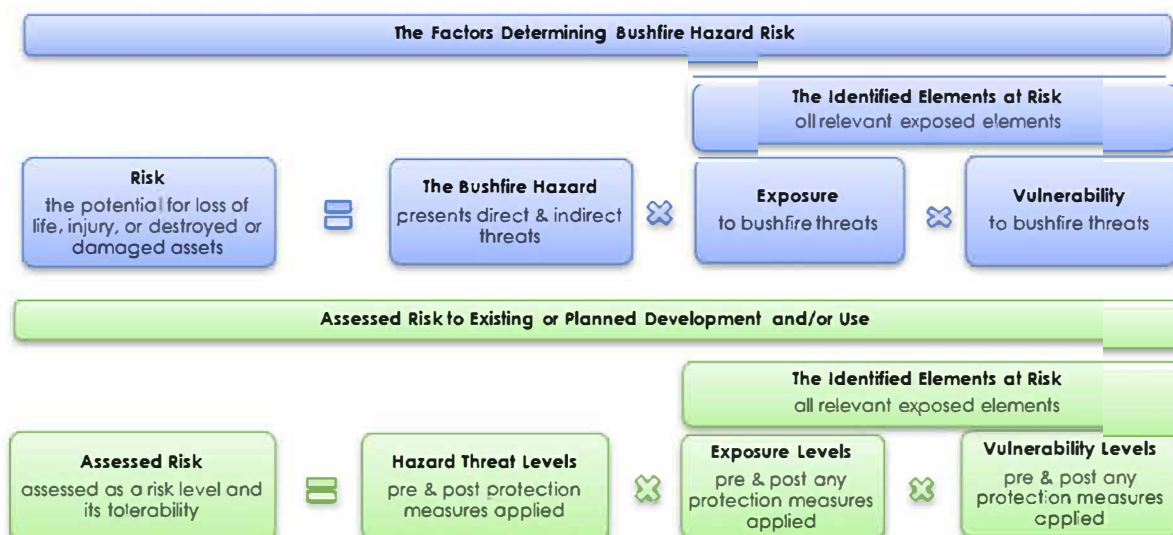 The Factors Determining Bushfire Hazard Risk
The Identified Elements at Risk
all relevant exposed elements
Risk
the potential for loss of
life, injury, or destroyed or
damaged assets
The Bushfire Hazard
presents direct & indirect
threats
Exposure
to bushfire threats
Vulnerability
to bushfire threats
Assessed Risk to Existing or Planned Development and/or Use
The Identified Elements at Risk
all relevant exposed elements
Assessed Risk
assessed as a risk level and
its tolerability
Hazard Threat Levels
pre & post protection
measures applied
Exposure Levels
pre & post any
protection measures
applied
Vulnerability Levels
pre & post any
protection measures
applied